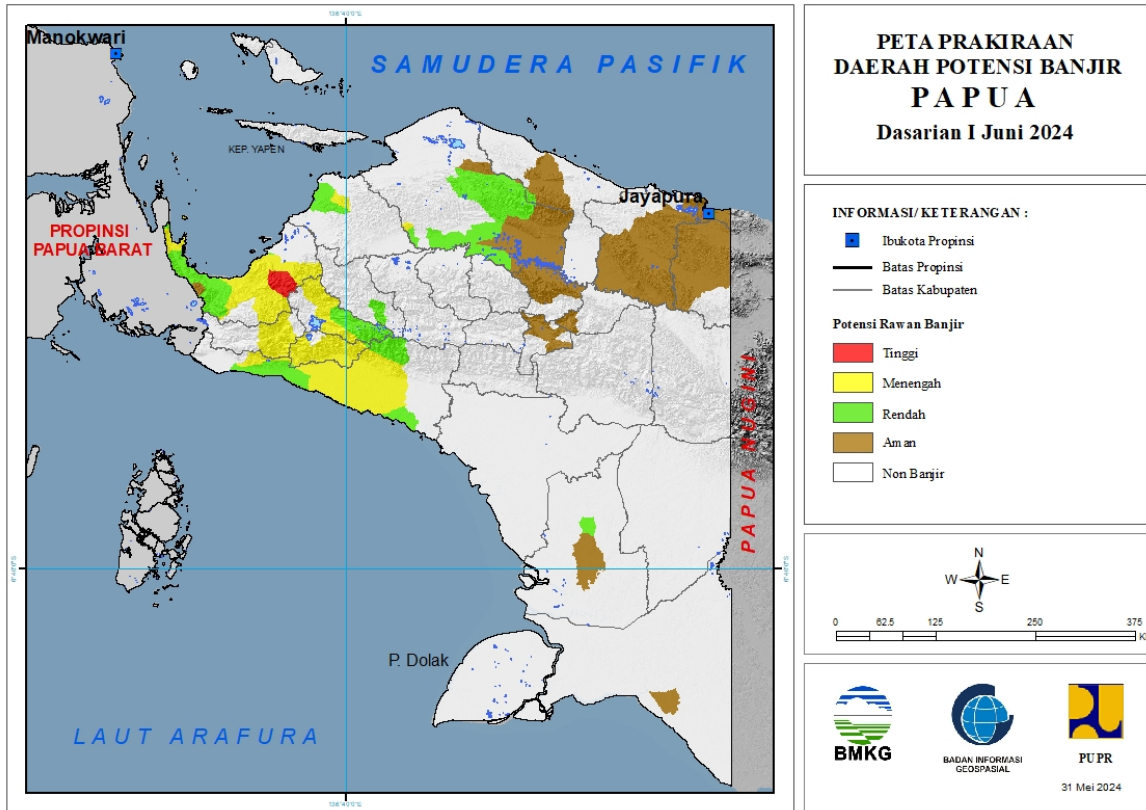 Manokwari
SAMUDERA PASIFIK
KEP. YAPEN
Jayapura
PROPINSI
PAPUA BARAT
PAPUA NUGINI
P. Dolak
LAUT ARAFURA
PETA PRAKIRAAN
DAERAH POTENSI BANJIR
PAPUA
Dasarian I Juni 2024
INFORMASI/ KETERANGAN :
Ibukota Propinsi
Batas Propinsi
Batas Kabupaten
Potensi Rawan Banjir
Tinggi
Menengah
Rendah
Aman
Non Banjir
N
W E
S
0 62.5 125 250 375
BMKG
BADAN INFORMASI
GEOSPASIAL
PUPR
31 Mei 2024